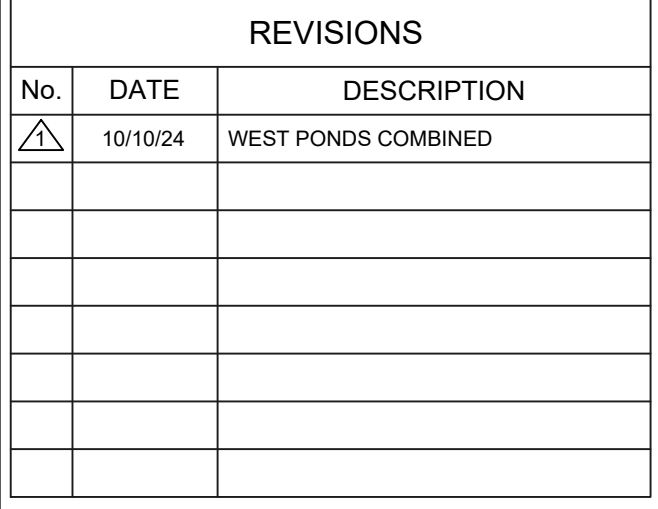 REVISIONS
No. DATE DESCRIPTION
1 10/10/24 WEST PONDS COMBINED